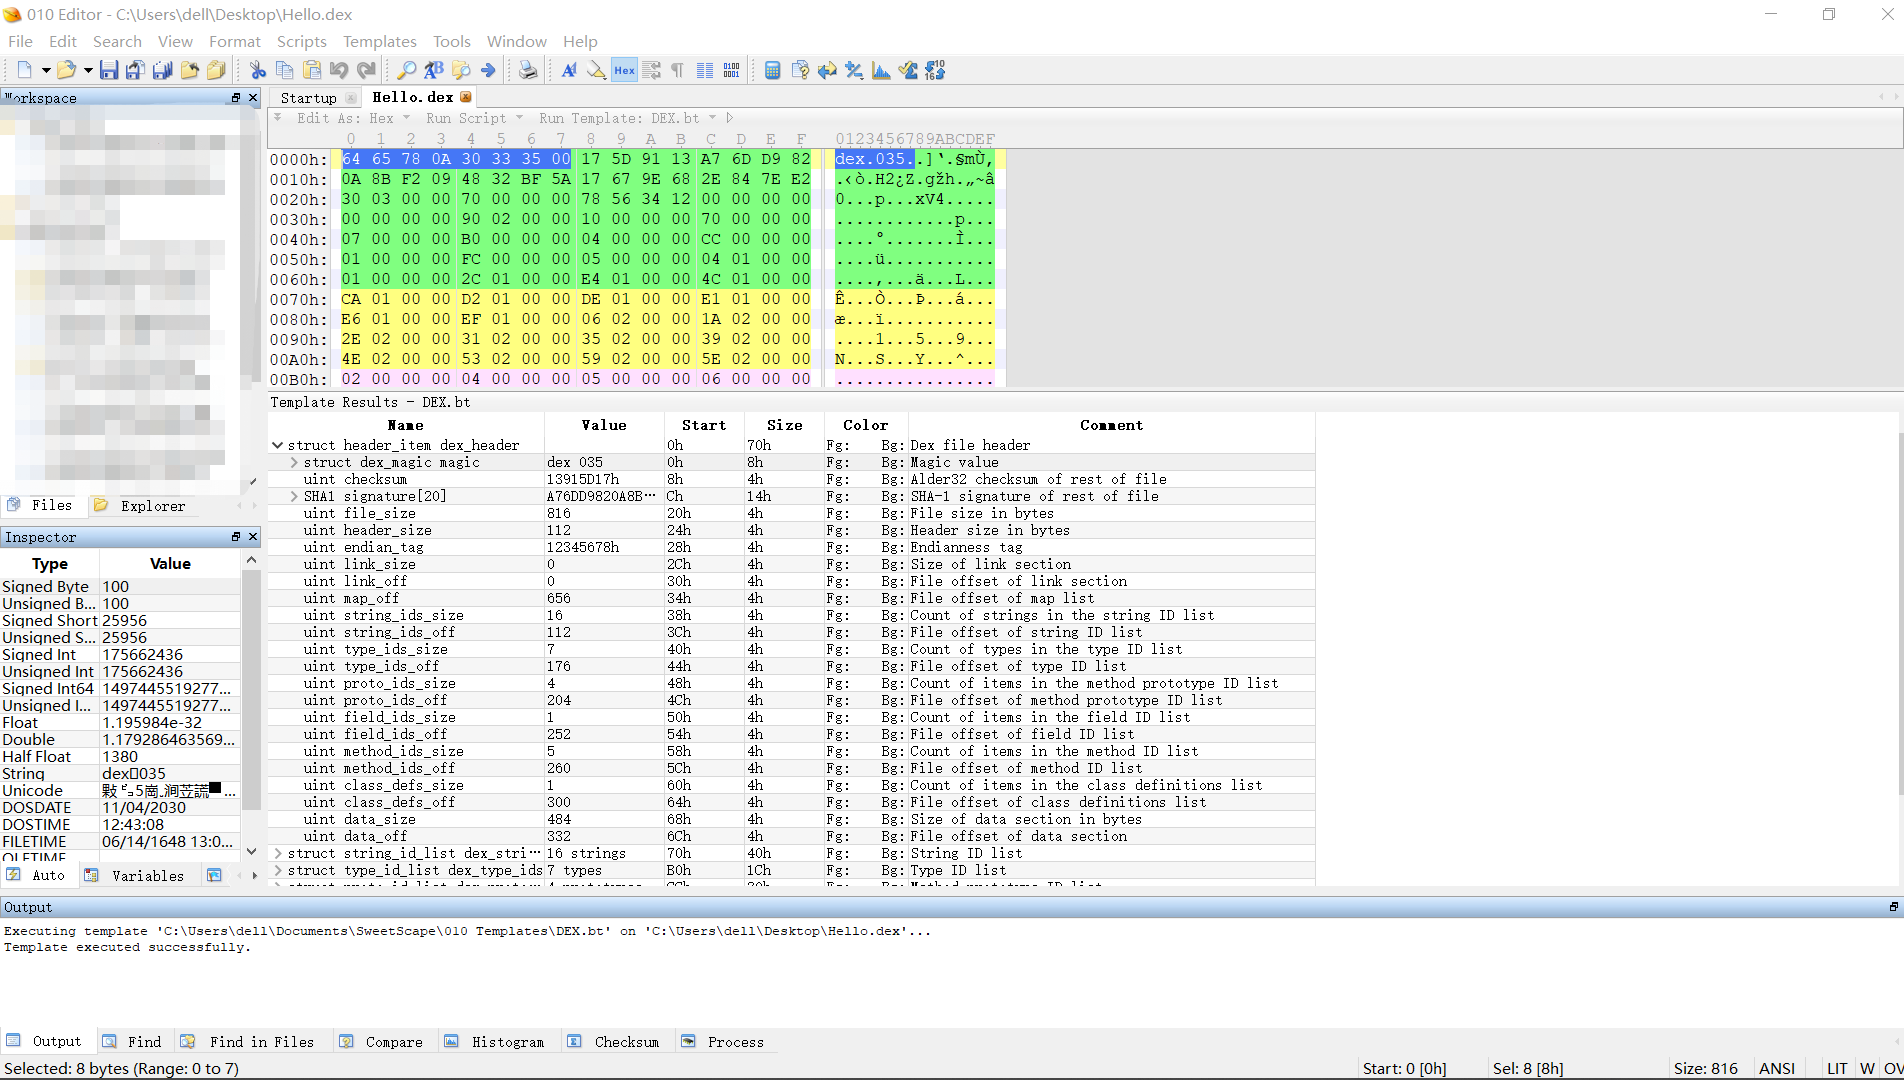 010 Editor - C:\Users\dell\Desktop\Hello.dex
File Edit Search View Format Scripts Templates Tools Window Help
Workspace
Startup Hello.dex
Edit As: Hex Run Script Run Template: DEX.bt
0 1 2 3 4 5 6 7 8 9 A B C D E F 0123456789ABCDEF
0000h: 64 65 78 0A 30 33 35 00 17 5D 91 13 A7 6D D9 82 dex.035..]‘.§mÙ‚
0010h: 0A 8B F2 09 48 32 BF 5A 17 67 9E 68 2E 84 7E E2 .‹ò.H2¿Z.gžh.„~â
0020h: 30 03 00 00 70 00 00 00 78 56 34 12 00 00 00 00 0...p...xV4.....
0030h: 00 00 00 00 90 02 00 00 10 00 00 00 70 00 00 00 ............p...
0040h: 07 00 00 00 B0 00 00 00 04 00 00 00 CC 00 00 00 ....°.......Ì...
0050h: 01 00 00 00 FC 00 00 00 05 00 00 00 04 01 00 00 ....ü...........
0060h: 01 00 00 00 2C 01 00 00 E4 01 00 00 4C 01 00 00 ....,...ä...L...
0070h: CA 01 00 00 D2 01 00 00 DE 01 00 00 E1 01 00 00 Ê...Ò...Þ...á...
0080h: E6 01 00 00 EF 01 00 00 06 02 00 00 1A 02 00 00 æ...ï...........
0090h: 2E 02 00 00 31 02 00 00 35 02 00 00 39 02 00 00 ....1...5...9...
00A0h: 4E 02 00 00 53 02 00 00 59 02 00 00 5E 02 00 00 N...S...Y...^...
00B0h: 02 00 00 00 04 00 00 00 05 00 00 00 06 00 00 00 ................
Template Results - DEX.bt
Name Value Start Size Color Comment
struct header_item dex_header 0h 70h Fg: Bg: Dex file header
struct dex_magic magic dex 035 0h 8h Fg: Bg: Magic value
uint checksum 13915D17h 8h 4h Fg: Bg: Alder32 checksum of rest of file
SHA1 signature[20] A76DD9820A8B... Ch 14h Fg: Bg: SHA-1 signature of rest of file
uint file_size 816 20h 4h Fg: Bg: File size in bytes
uint header_size 112 24h 4h Fg: Bg: Header size in bytes
uint endian_tag 12345678h 28h 4h Fg: Bg: Endianness tag
uint link_size 0 2Ch 4h Fg: Bg: Size of link section
uint link_off 0 30h 4h Fg: Bg: File offset of link section
uint map_off 656 34h 4h Fg: Bg: File offset of map list
uint string_ids_size 16 38h 4h Fg: Bg: Count of strings in the string ID list
uint string_ids_off 112 3Ch 4h Fg: Bg: File offset of string ID list
uint type_ids_size 7 40h 4h Fg: Bg: Count of types in the type ID list
uint type_ids_off 176 44h 4h Fg: Bg: File offset of type ID list
uint proto_ids_size 4 48h 4h Fg: Bg: Count of items in the method prototype ID list
uint proto_ids_off 204 4Ch 4h Fg: Bg: File offset of method prototype ID list
uint field_ids_size 1 50h 4h Fg: Bg: Count of items in the field ID list
uint field_ids_off 252 54h 4h Fg: Bg: File offset of field ID list
uint method_ids_size 5 58h 4h Fg: Bg: Count of items in the method ID list
uint method_ids_off 260 5Ch 4h Fg: Bg: File offset of method ID list
uint class_defs_size 1 60h 4h Fg: Bg: Count of items in the class definitions list
uint class_defs_off 300 64h 4h Fg: Bg: File offset of class definitions list
uint data_size 484 68h 4h Fg: Bg: Size of data section in bytes
uint data_off 332 6Ch 4h Fg: Bg: File offset of data section
struct string_id_list dex_stri... 16 strings 70h 40h Fg: Bg: String ID list
struct type_id_list dex_type_ids 7 types B0h 1Ch Fg: Bg: Type ID list
Files Explorer
Inspector
Type Value
Signed Byte 100
Unsigned B... 100
Signed Short 25956
Unsigned S... 25956
Signed Int 175662436
Unsigned Int 175662436
Signed Int64 1497445519277...
Unsigned I... 1497445519277...
Float 1.195984e-32
Double 1.179286463569...
Half Float 1380
String dex 035
Unicode
DOSDATE 11/04/2030
DOSTIME 12:43:08
FILETIME 06/14/1648 13:0...
OLETIME
Auto Variables
Output
Executing template 'C:\Users\dell\Documents\SweetScape\010 Templates\DEX.bt' on 'C:\Users\dell\Desktop\Hello.dex'...
Template executed successfully.
Output Find Find in Files Compare Histogram Checksum Process
Selected: 8 bytes (Range: 0 to 7) Start: 0 [0h] Sel: 8 [8h] Size: 816 ANSI LIT W OV